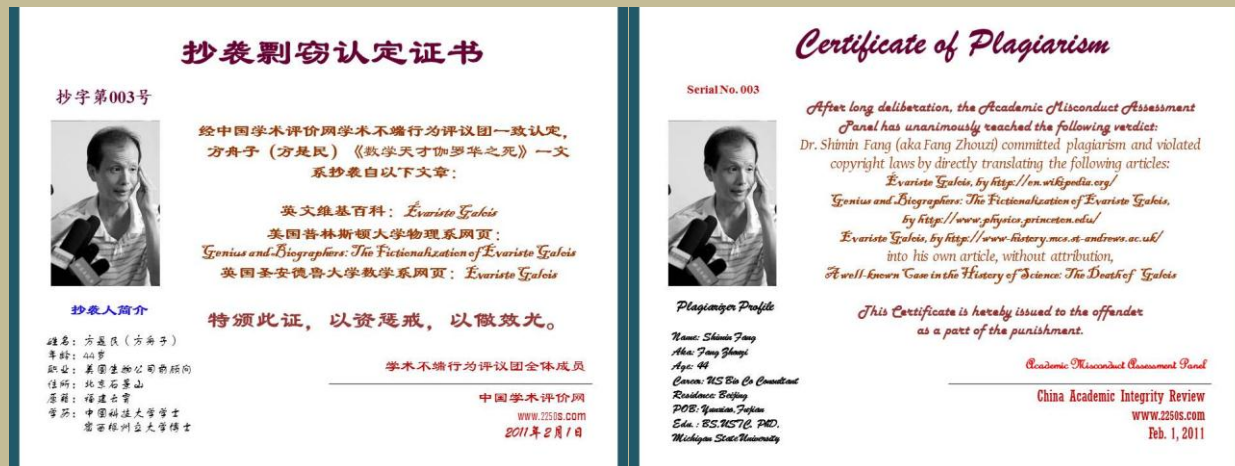 抄袭剽窃认定证书
抄字第003号
经中国学术评价网学术不端行为评议团一致认定，
方舟子（方是民）《数学天才伽罗华之死》一文
系抄袭自以下文章：
英文维基百科：Évariste Galois
美国普林斯顿大学物理系网页：
Genius and Biographers: The Fictionalization of Évariste Galois
英国圣安德鲁大学数学系网页：Évariste Galois
特颁此证，以资惩戒，以儆效尤。
抄袭人简介
姓名：方是民（方舟子）
年龄：44岁
职业：美国生物公司前顾问
住所：北京石景山
原籍：福建云霄
学历：中国科技大学学士
密西根州立大学博士
学术不端行为评议团全体成员
中国学术评价网
www.2250s.com
2011年2月1日
Certificate of Plagiarism
Serial No. 003
After long deliberation, the Academic Misconduct Assessment
Panel has unanimously reached the following verdict:
Dr. Shimin Fang (aka Fang Zhouzi) committed plagiarism and violated
copyright laws by directly translating the following articles:
Évariste Galois, by http://en.wikipedia.org/
Genius and Biographers: The Fictionalization of Évariste Galois,
by http://www.physics.princeton.edu/
Évariste Galois, by http://www-history.mcs.st-andrews.ac.uk/
into his own article, without attribution,
A well-known Case in the History of Science: The Death of Galois
This Certificate is hereby issued to the offender
as a part of the punishment.
Plagiarizer Profile
Name: Shimin Fang
Aka: Fang Zhouzi
Age: 44
Career: US Bio Co Consultant
Residence: Beijing
POB: Yunxiao, Fujian
Edu.: BS, USTC, PhD,
Michigan State University
Academic Misconduct Assessment Panel
China Academic Integrity Review
www.2250s.com
Feb. 1, 2011